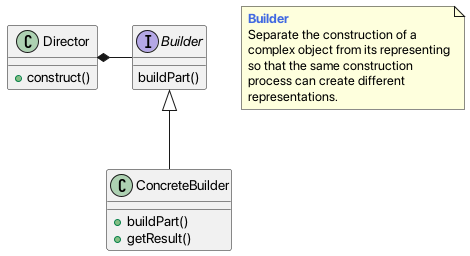 C Director
+ construct()
I Builder
buildPart()
C ConcreteBuilder
+ buildPart()
+ getResult()
Builder
Separate the construction of a
complex object from its representing
so that the same construction
process can create different
representations.